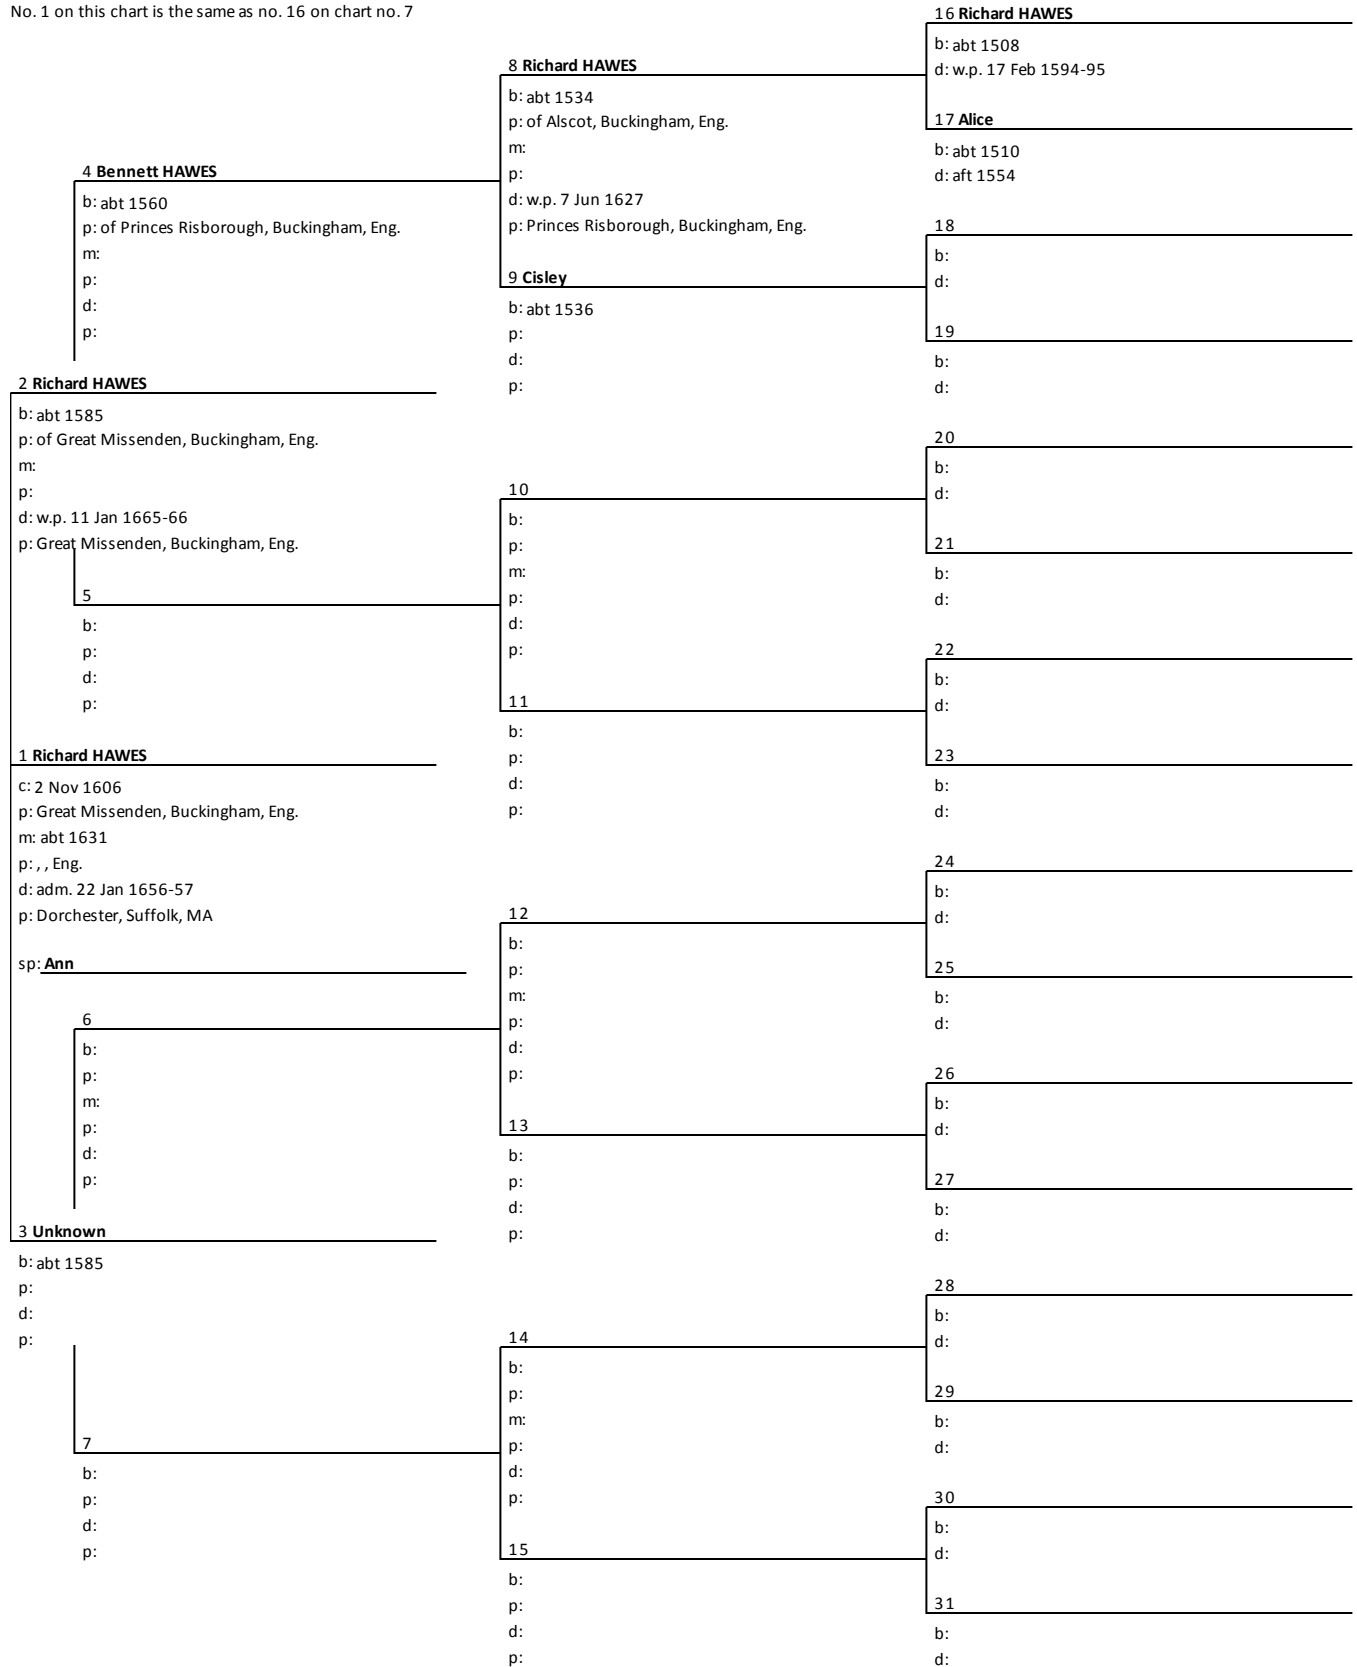 No. 1 on this chart is the same as no. 16 on chart no. 7
16 Richard HAWES
b: abt 1508
d: w.p. 17 Feb 1594-95
8 Richard HAWES
b: abt 1534
p: of Alscot, Buckingham, Eng.
m:
p:
d: w.p. 7 Jun 1627
p: Princes Risborough, Buckingham, Eng.
17 Alice
b: abt 1510
d: aft 1554
4 Bennett HAWES
b: abt 1560
p: of Princes Risborough, Buckingham, Eng.
m:
p:
d:
p:
18
b:
d:
9 Cisley
b: abt 1536
p:
d:
p:
19
b:
d:
2 Richard HAWES
b: abt 1585
p: of Great Missenden, Buckingham, Eng.
m:
p:
d: w.p. 11 Jan 1665-66
p: Great Missenden, Buckingham, Eng.
20
b:
d:
10
b:
p:
m:
p:
d:
p:
21
b:
d:
5
b:
p:
d:
p:
22
b:
d:
11
b:
p:
d:
p:
23
b:
d:
1 Richard HAWES
c: 2 Nov 1606
p: Great Missenden, Buckingham, Eng.
m: abt 1631
p: , , Eng.
d: adm. 22 Jan 1656-57
p: Dorchester, Suffolk, MA
sp: Ann
24
b:
d:
12
b:
p:
m:
p:
d:
p:
25
b:
d:
6
b:
p:
m:
p:
d:
p:
26
b:
d:
13
b:
p:
d:
p:
27
b:
d:
3 Unknown
b: abt 1585
p:
d:
p:
28
b:
d:
14
b:
p:
m:
p:
d:
p:
29
b:
d:
7
b:
p:
d:
p:
30
b:
d:
15
b:
p:
d:
p:
31
b:
d: